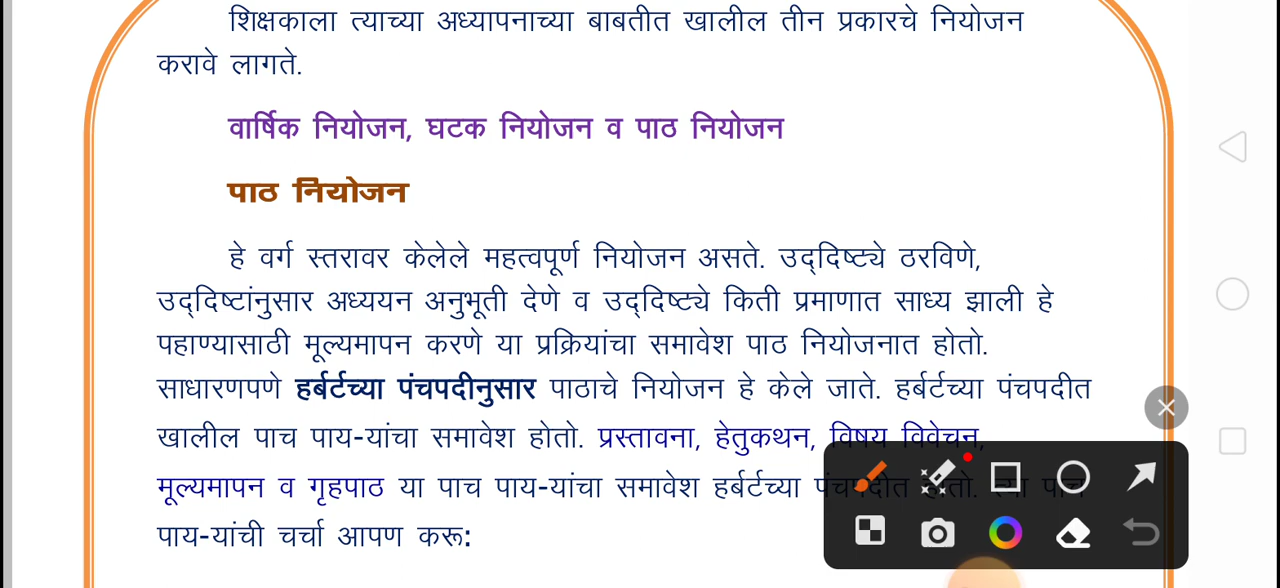 शिक्षकाला त्याच्या अध्यापनाच्या बाबतीत खालील तीन प्रकारचे नियोजन
करावे लागते.
वार्षिक नियोजन, घटक नियोजन व पाठ नियोजन
पाठ नियोजन
हे वर्ग स्तरावर केलेले महत्वपूर्ण नियोजन असते. उद्दिष्ट्ये ठरविणे,
उद्दिष्टांनुसार अध्ययन अनुभूती देणे व उद्दिष्ट्ये किती प्रमाणात साध्य झाली हे
पहाण्यासाठी मूल्यमापन करणे या प्रक्रियांचा समावेश पाठ नियोजनात होतो.
साधारणपणे हर्बर्टच्या पंचपदीनुसार पाठाचे नियोजन हे केले जाते. हर्बर्टच्या पंचपदीत
खालील पाच पाय-यांचा समावेश होतो. प्रस्तावना, हेतुकथन, विषय विवेचन,
मूल्यमापन व गृहपाठ या पाच पाय-यांचा समावेश हर्बर्टच्या पंचपदीत होतो. त्या पाच
पाय-यांची चर्चा आपण करू: